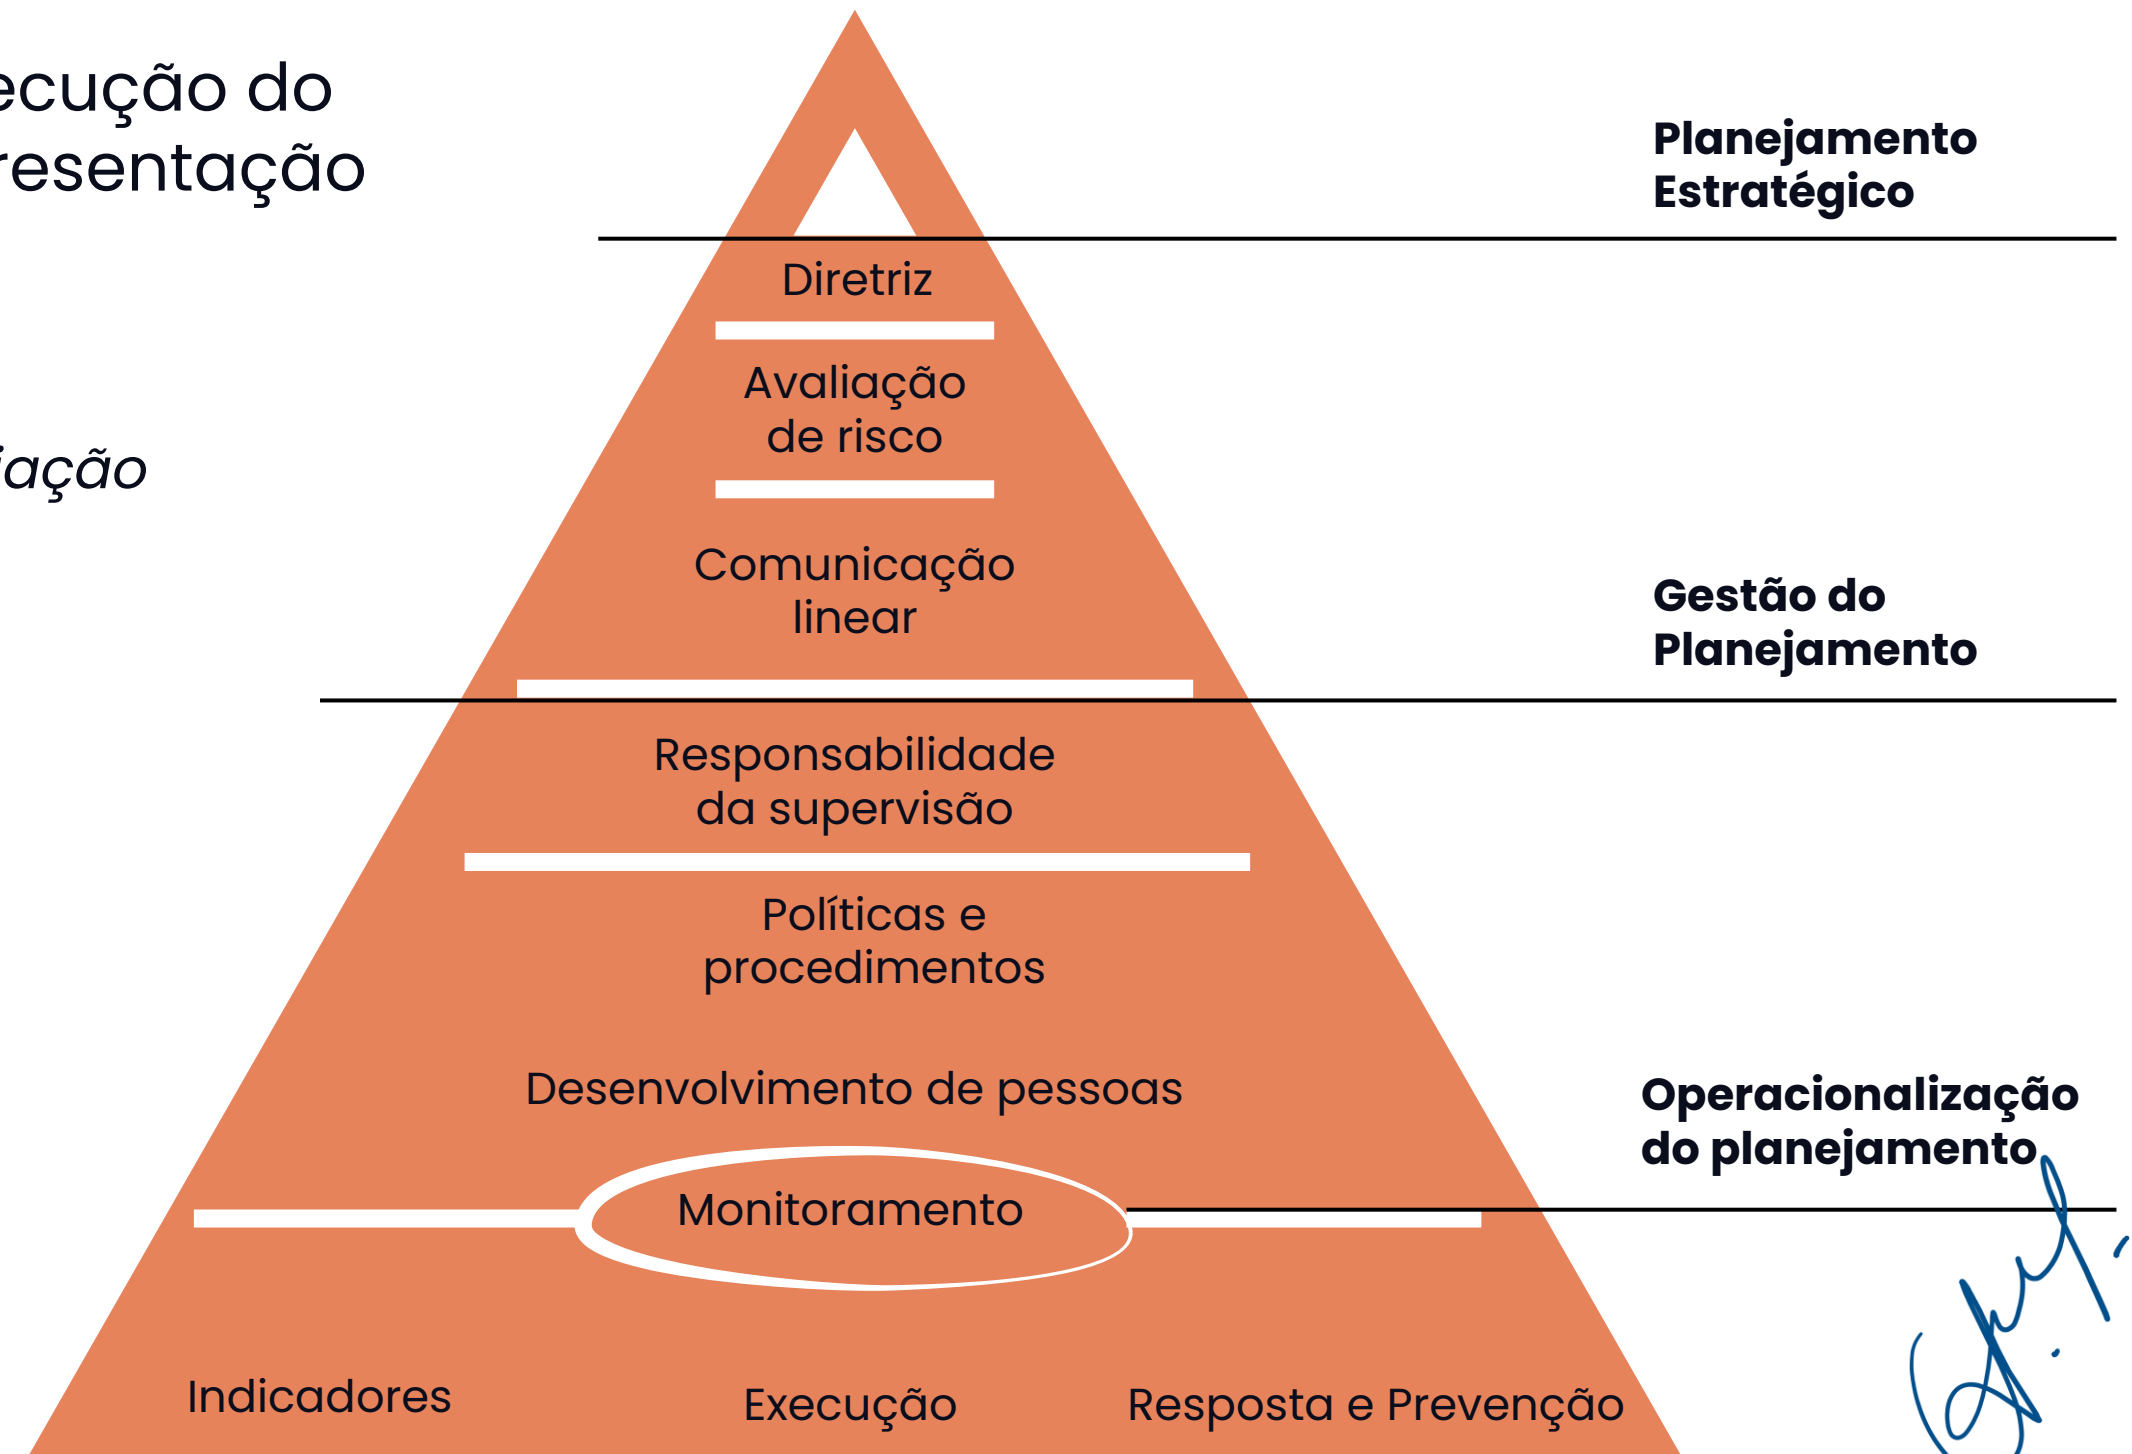 ecução do
resentação
Planejamento
Estratégico
Diretriz
Avaliação
de risco
iação
Comunicação
linear
Gestão do
Planejamento
Responsabilidade
da supervisão
Políticas e
procedimentos
Desenvolvimento de pessoas
Operacionalização
do planejamento
Monitoramento
Indicadores
Execução
Resposta e Prevenção